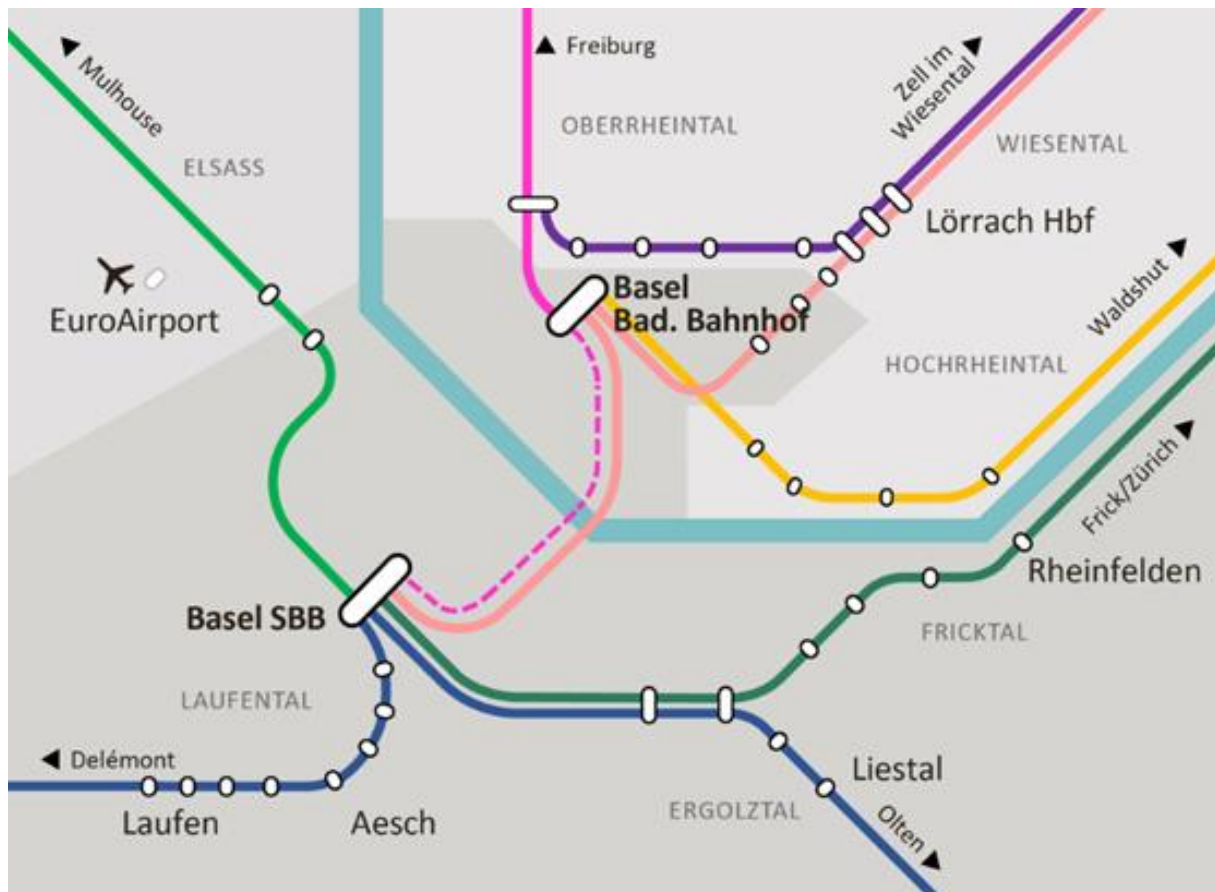 Freiburg
Mulhouse
Zell im
Wiesental
OBERRHEINTAL
WIESENTAL
ELSASS
Lörrach Hbf
EuroAirport
Basel
Bad. Bahnhof
Waldshut
HOCHRHEINTAL
Frick/Zürich
Rheinfelden
Basel SBB
FRICKTAL
LAUFENTAL
Delémont
Liestal
Laufen
Aesch
ERGOLZTAL
Olten